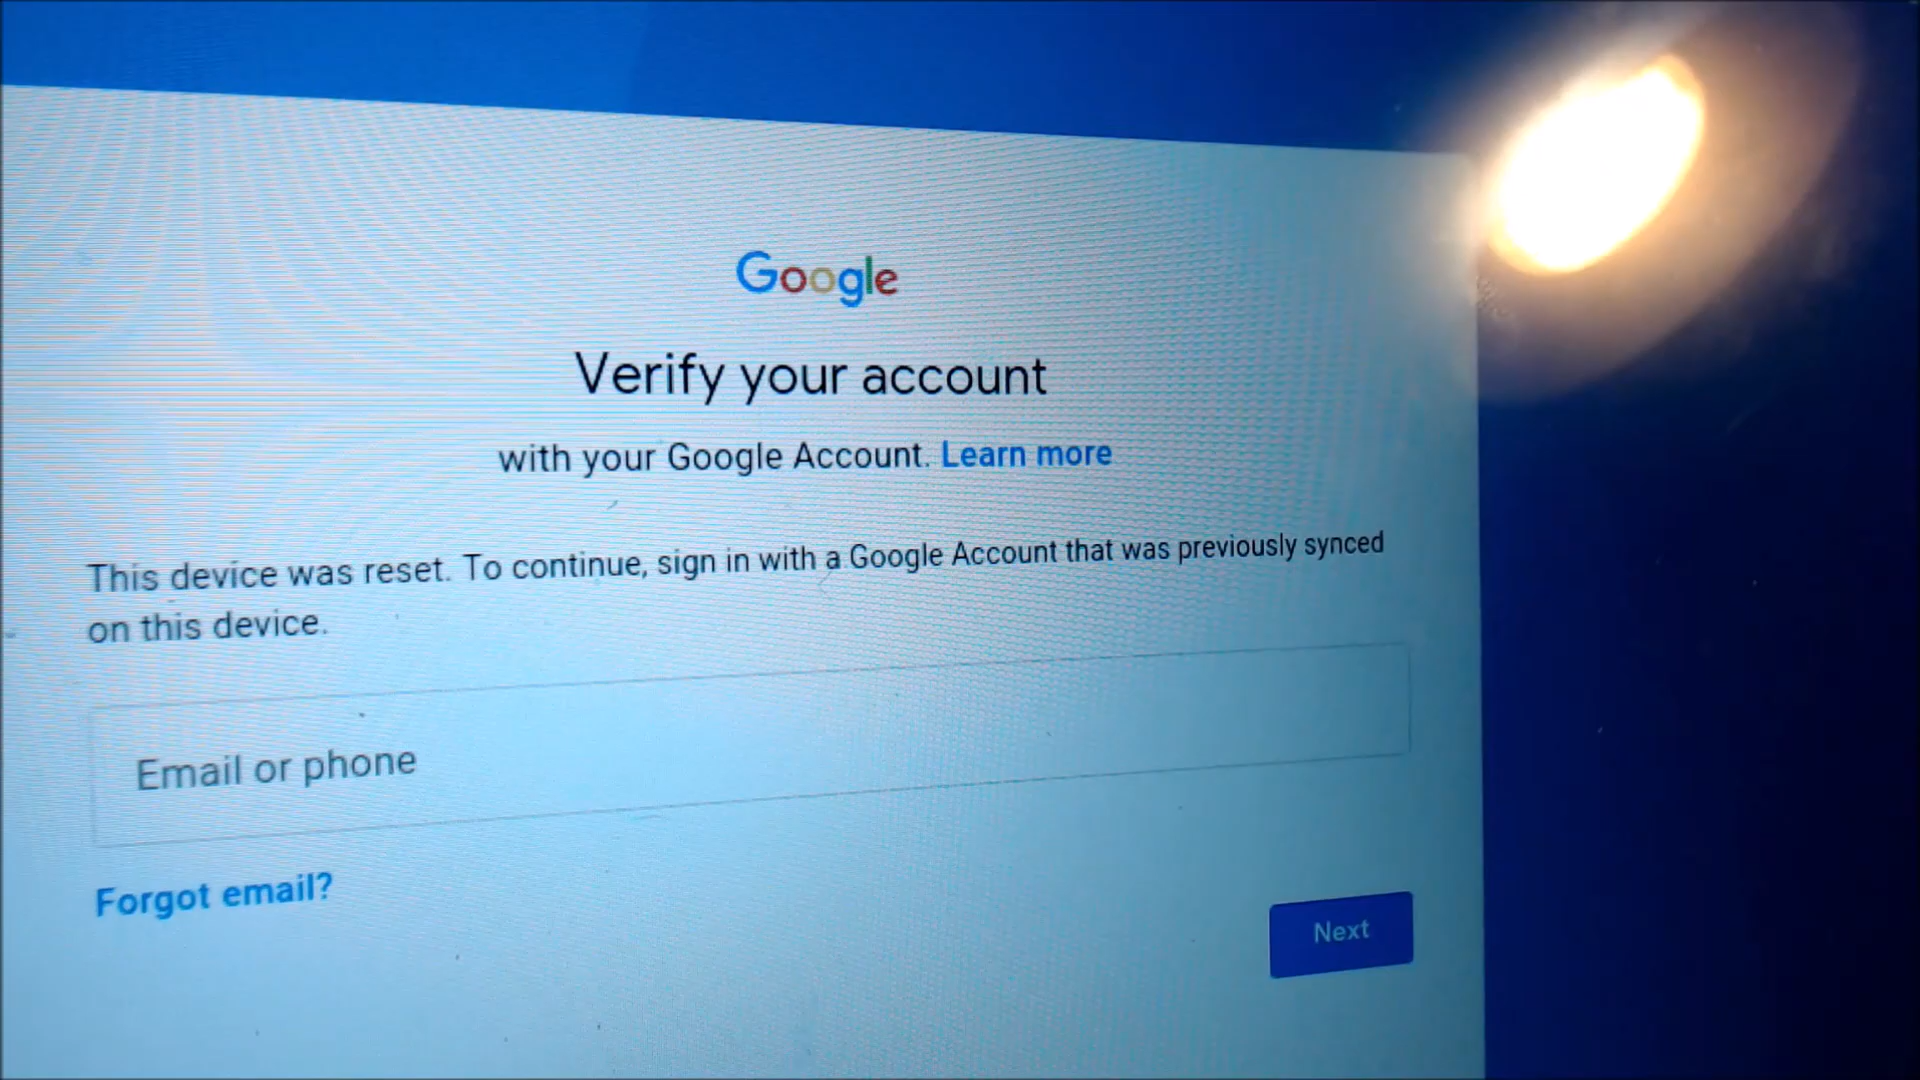 Google
Verify your account
with your Google Account. Learn more
This device was reset. To continue, sign in with a Google Account that was previously synced
on this device.
Email or phone
Forgot email?
Next